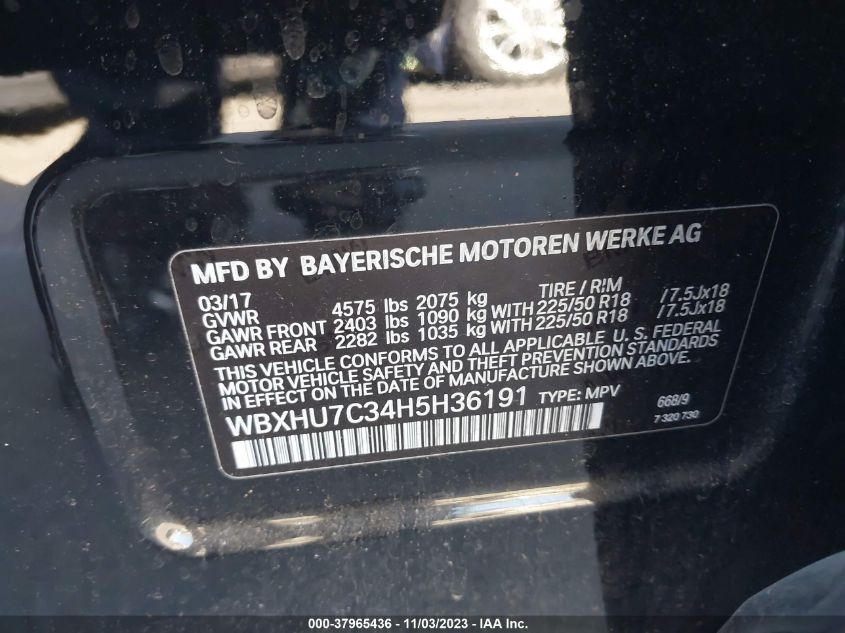 MFD BY BAYERISCHE MOTOREN WERKE AG
03/17 TIRE / RIM
GVWR 4575 lbs 2075 kg
GAWR FRONT 2403 lbs 1090 kg WITH 225/50 R18 / 7.5Jx18
GAWR REAR 2282 lbs 1035 kg WITH 225/50 R18 / 7.5Jx18
THIS VEHICLE CONFORMS TO ALL APPLICABLE U. S. FEDERAL
MOTOR VEHICLE SAFETY AND THEFT PREVENTION STANDARDS
IN EFFECT ON THE DATE OF MANUFACTURE SHOWN ABOVE.
WBXHU7C34H5H36191 TYPE: MPV 668/9
7 320 730
000-37965436 - 11/03/2023 - IAAI Inc.